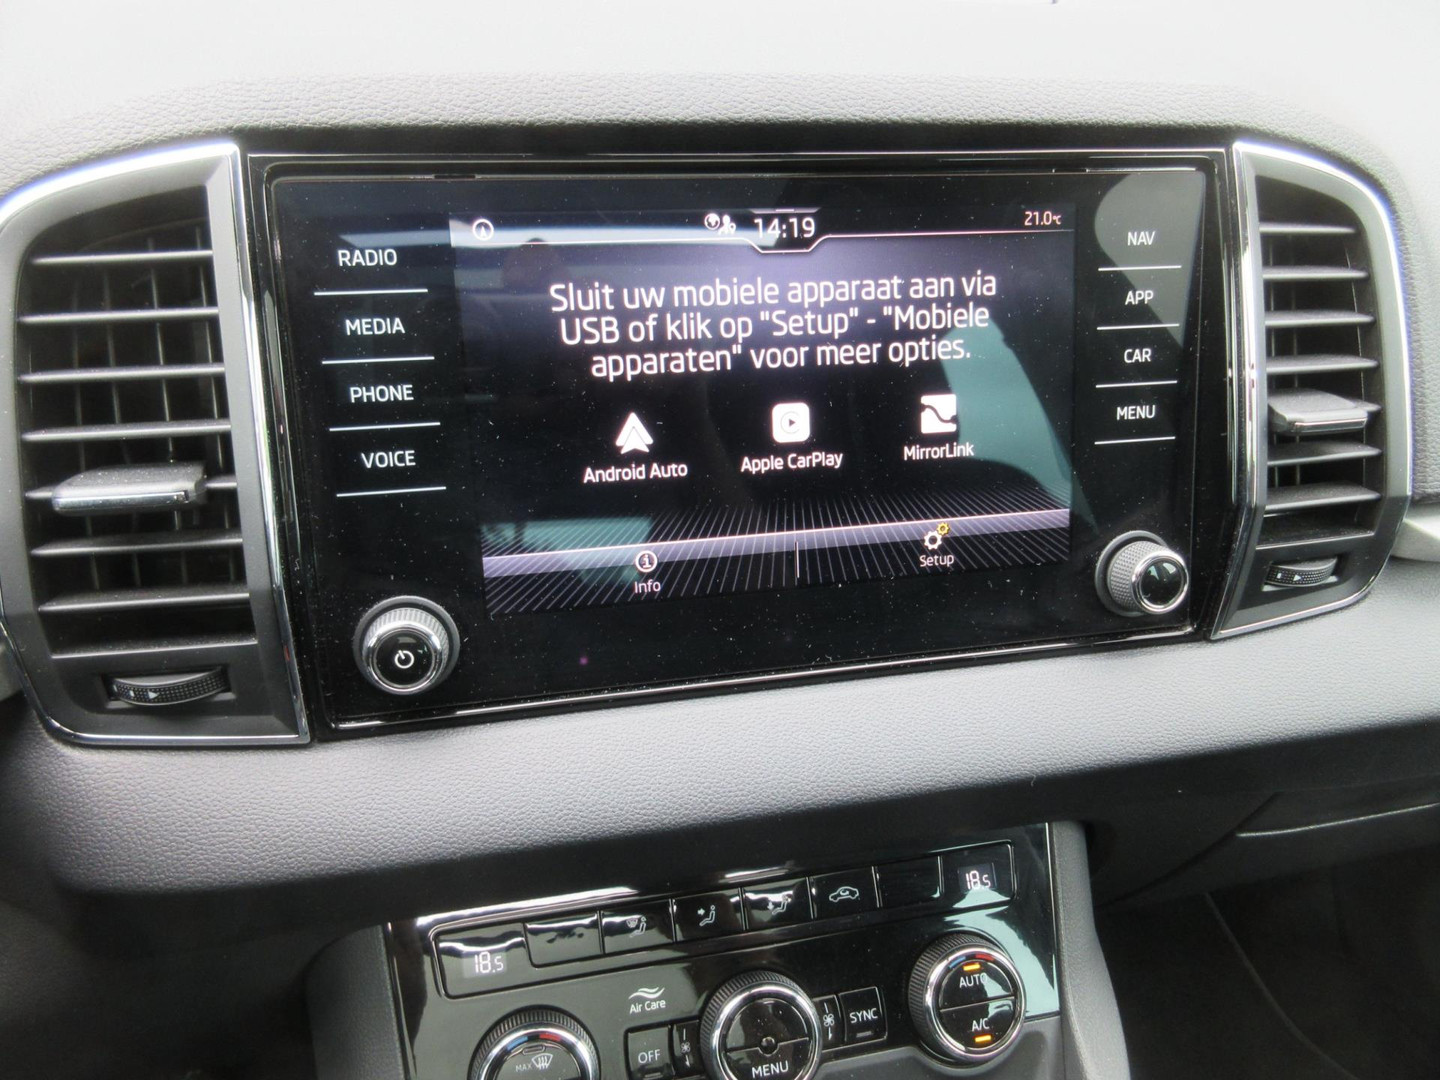 14:19
21.0°C
RADIO
MEDIA
PHONE
VOICE
Sluit uw mobiele apparaat aan via
USB of klik op "Setup" - "Mobiele
apparaten" voor meer opties.
Android Auto
Apple CarPlay
MirrorLink
Info
Setup
NAV
APP
CAR
MENU
18.5
18.5
Air Care
MAX
OFF
MENU
SYNC
AUTO
A/C